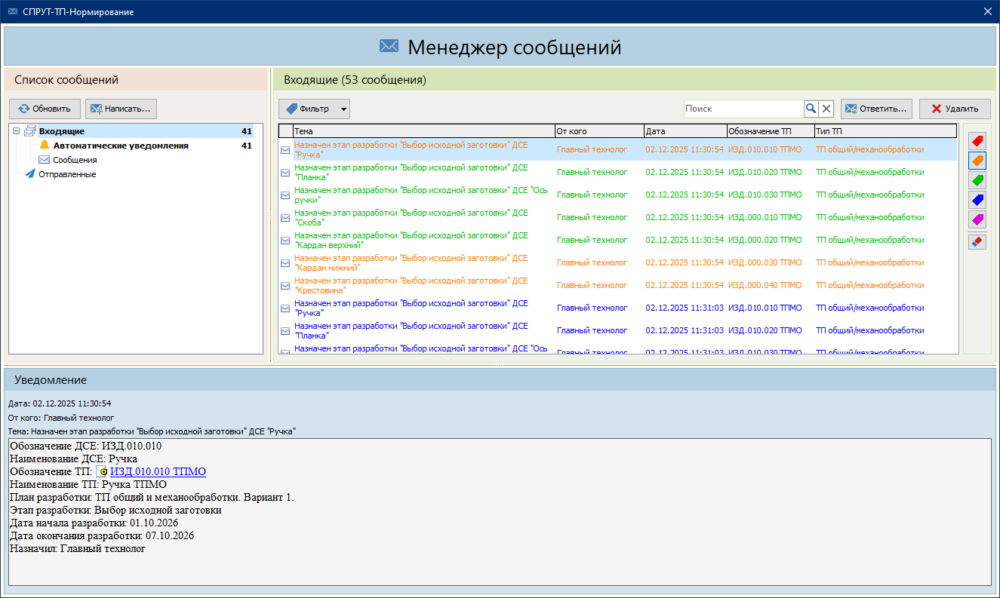 СПРУТ-ТП-Нормирование
Менеджер сообщений
Список сообщений
Обновить
Написать...
Входящие 41
Автоматические уведомления 41
Сообщения
Отправленные
Входящие (53 сообщения)
Фильтр
Поиск
Ответить...
Удалить
Тема От кого Дата Обозначение ТП Тип ТП
Назначен этап разработки "Выбор исходной заготовки" ДСЕ
"Ручка"
Главный технолог 02.12.2025 11:30:54 ИЗД.010.010 ТПМО ТП общий/механообработки
Назначен этап разработки "Выбор исходной заготовки" ДСЕ
"Планка"
Главный технолог 02.12.2025 11:30:54 ИЗД.010.020 ТПМО ТП общий/механообработки
Назначен этап разработки "Выбор исходной заготовки" ДСЕ "Ось
ручки"
Главный технолог 02.12.2025 11:30:54 ИЗД.010.030 ТПМО ТП общий/механообработки
Назначен этап разработки "Выбор исходной заготовки" ДСЕ
"Скоба"
Главный технолог 02.12.2025 11:30:54 ИЗД.000.010 ТПМО ТП общий/механообработки
Назначен этап разработки "Выбор исходной заготовки" ДСЕ
"Кардан верхний"
Главный технолог 02.12.2025 11:30:54 ИЗД.000.020 ТПМО ТП общий/механообработки
Назначен этап разработки "Выбор исходной заготовки" ДСЕ
"Кардан нижний"
Главный технолог 02.12.2025 11:30:54 ИЗД.000.030 ТПМО ТП общий/механообработки
Назначен этап разработки "Выбор исходной заготовки" ДСЕ
"Крестовина"
Главный технолог 02.12.2025 11:30:54 ИЗД.000.040 ТПМО ТП общий/механообработки
Назначен этап разработки "Выбор исходной заготовки" ДСЕ
"Ручка"
Главный технолог 02.12.2025 11:31:03 ИЗД.010.010 ТПМО ТП общий/механообработки
Назначен этап разработки "Выбор исходной заготовки" ДСЕ
"Планка"
Главный технолог 02.12.2025 11:31:03 ИЗД.010.020 ТПМО ТП общий/механообработки
Назначен этап разработки "Выбор исходной заготовки" ДСЕ "Ось
Главный технолог 02.12.2025 11:31:03 ИЗД.010.030 ТПМО ТП общий/механообработки
Уведомление
Дата: 02.12.2025 11:30:54
От кого: Главный технолог
Тема: Назначен этап разработки "Выбор исходной заготовки" ДСЕ "Ручка"
Обозначение ДСЕ: ИЗД.010.010
Наименование ДСЕ: Ручка
Обозначение ТП: ИЗД.010.010 ТПМО
Наименование ТП: Ручка ТПМО
План разработки: ТП общий и механообработки. Вариант 1.
Этап разработки: Выбор исходной заготовки
Дата начала разработки: 01.10.2026
Дата окончания разработки: 07.10.2026
Назначил: Главный технолог